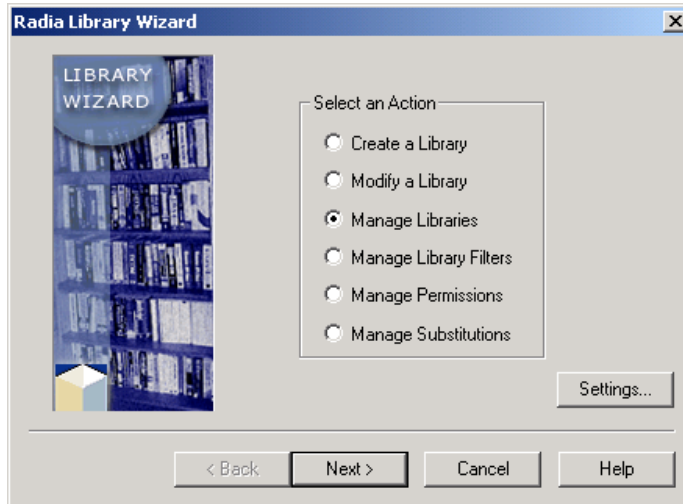 Radia Library Wizard
LIBRARY
WIZARD
Select an Action
Create a Library
Modify a Library
Manage Libraries
Manage Library Filters
Manage Permissions
Manage Substitutions
Settings...
< Back
Next >
Cancel
Help